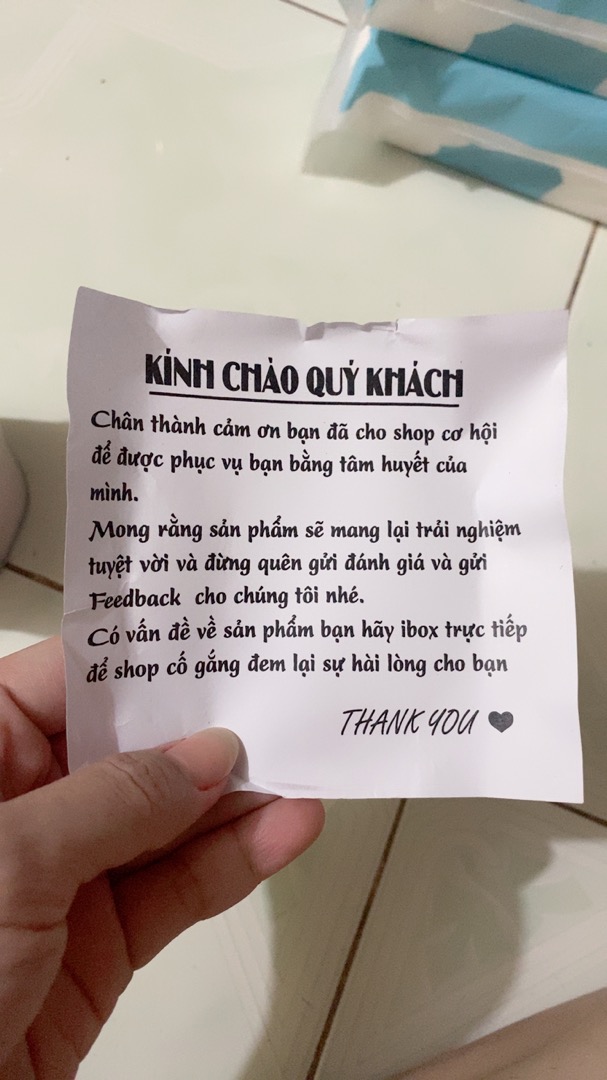 KÍNH CHÀO QUÝ KHÁCH
Chân thành cảm ơn bạn đã cho shop cơ hội
để được phục vụ bạn bằng tâm huyết của
mình.
Mong rằng sản phẩm sẽ mang lại trải nghiệm
tuyệt vời và đừng quên gửi đánh giá và gửi
Feedback cho chúng tôi nhé.
Có vấn đề về sản phẩm bạn hãy ibox trực tiếp
để shop cố gắng đem lại sự hài lòng cho bạn
THANK YOU ♥